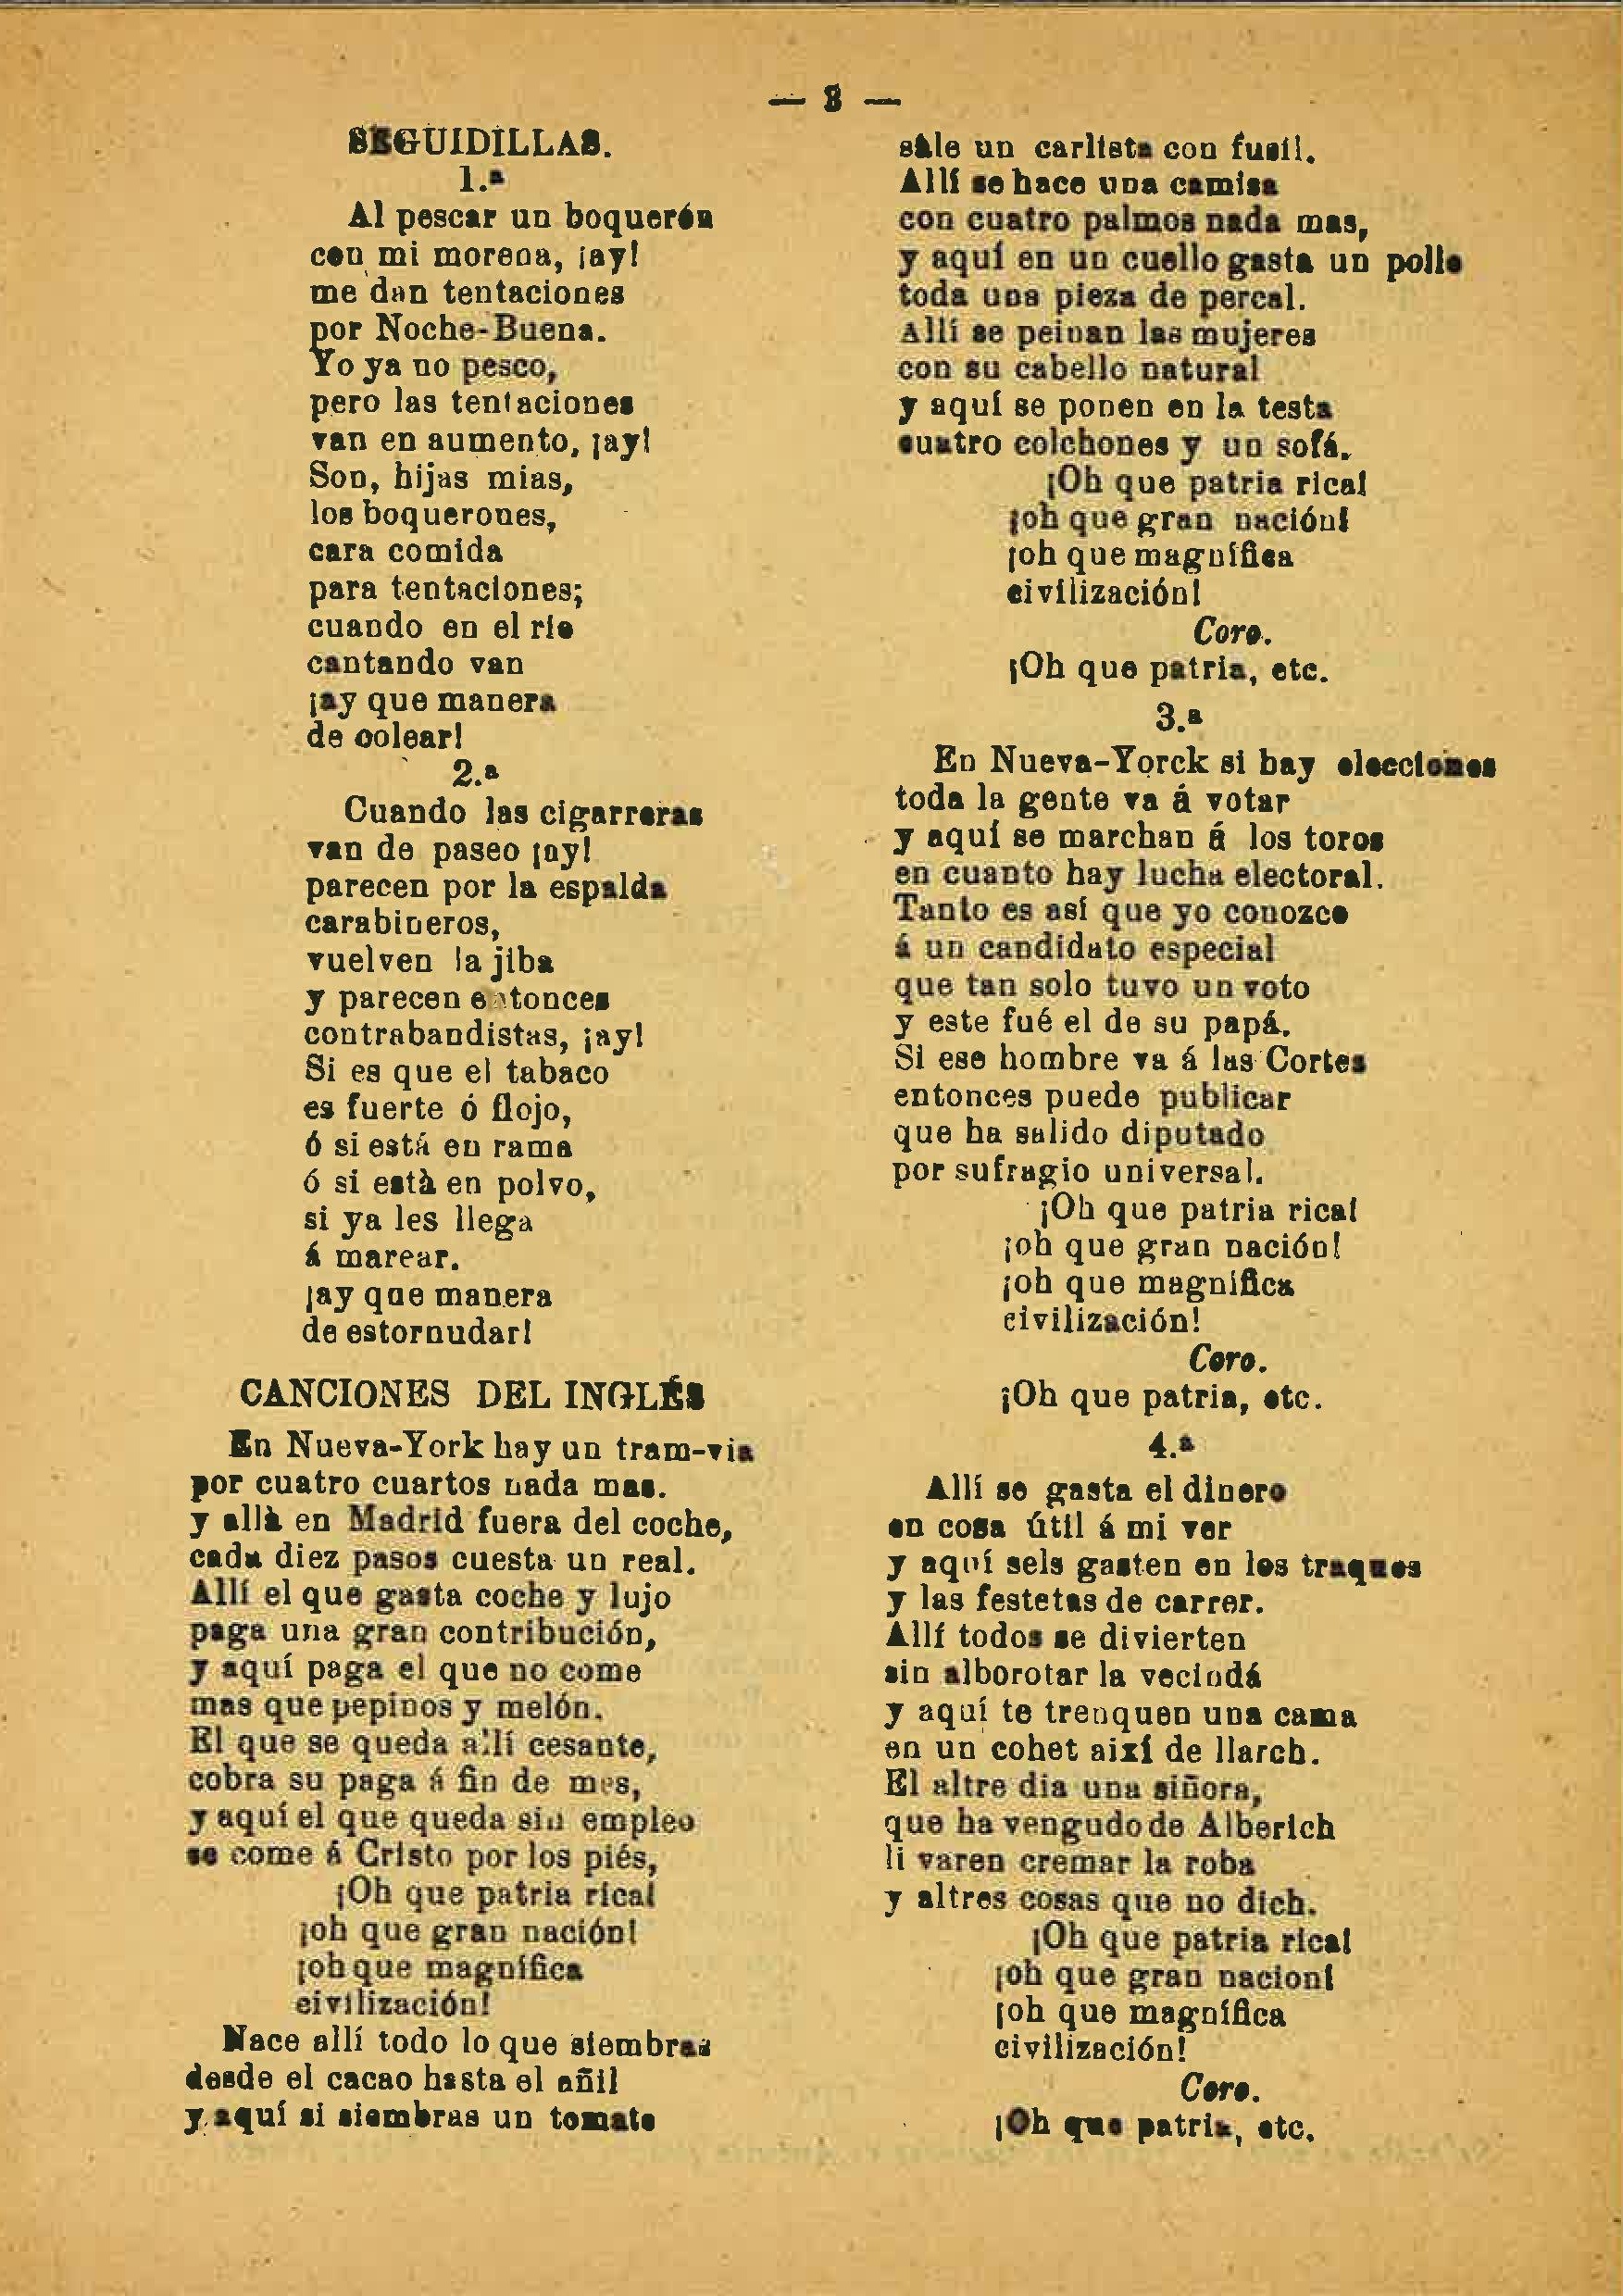 — 8 —
SEGUIDILLAS.
1.ª
Al pescar un boquerón
con mi morena, ¡ay!
me dan tentaciones
por Noche-Buena.
Yo ya no pesco,
pero las tentaciones
van en aumento, ¡ay!
Son, hijas mias,
los boquerones,
cara comida
para tentaciones;
cuando en el rio
cantando van
¡ay que manera
de colear!
2.ª
Cuando las cigarreras
van de paseo ¡ay!
parecen por la espalda
carabineros,
vuelven la jiba
y parecen entonces
contrabandistas, ¡ay!
Si es que el tabaco
es fuerte ó flojo,
ó si está en rama
ó si està en polvo,
si ya les llega
á marear.
¡ay que manera
de estornudar!
CANCIONES DEL INGLÉS
En Nueva-York hay un tram-via
por cuatro cuartos nada mas.
y allà en Madrid fuera del coche,
cada diez pasos cuesta un real.
Allí el que gasta coche y lujo
paga una gran contribución,
y aquí paga el que no come
mas que pepinos y melón.
El que se queda allí cesante,
cobra su paga á fin de mes,
y aquí el que queda sin empleo
se come á Cristo por los piés,
¡Oh que patria rica!
¡oh que gran nación!
¡oh que magnífica
civilización!
Nace allí todo lo que siembras
desde el cacao hasta el añil
y aquí si siembras un tomate
sale un carlista con fusil.
Allí se hace una camisa
con cuatro palmos nada mas,
y aquí en un cuello gasta un pollo
toda una pieza de percal.
Allí se peinan las mujeres
con su cabello natural
y aquí se ponen en la testa
cuatro colchones y un sofá.
¡Oh que patria rica!
¡oh que gran nación!
¡oh que magnífica
civilización!
Coro.
¡Oh que patria, etc.
3.ª
En Nueva-Yorck si hay elecciones
toda la gente va á votar
y aquí se marchan á los toros
en cuanto hay lucha electoral.
Tanto es así que yo conozco
á un candidato especial
que tan solo tuvo un voto
y este fué el de su papá.
Si ese hombre va á las Cortes
entonces puede publicar
que ha salido diputado
por sufragio universal.
¡Oh que patria rica!
¡oh que gran nación!
¡oh que magnífica
civilización!
Coro.
¡Oh que patria, etc.
4.ª
Allí se gasta el dinero
en cosa útil á mi ver
y aquí sels gasten en los traques
y las festetas de carrer.
Allí todos se divierten
sin alborotar la vecindá
y aquí te trenquen una cama
en un cohet així de llarch.
El altre dia una siñora,
que ha vengudo de Alberich
li varen cremar la roba
y altres cosas que no dich.
¡Oh que patria rica!
¡oh que gran nacion!
¡oh que magnífica
civilización!
Coro.
¡Oh que patria, etc.